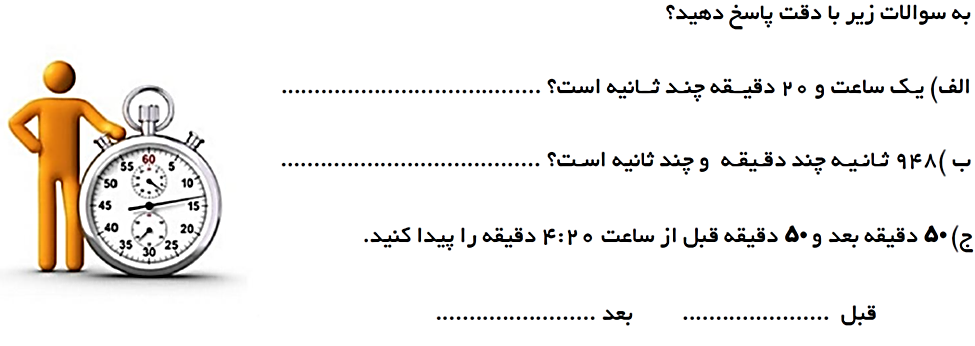 به سوالات زیر با دقت پاسخ دهید؟
الف) یک ساعت و ۲۰ دقیقه چند ثانیه است؟ .......................................
ب )۹۴۸ ثانیه چند دقیقه و چند ثانیه است؟ .......................................
ج) ۵۰ دقیقه بعد و ۵۰ دقیقه قبل از ساعت ۴:۲۰ دقیقه را پیدا کنید.
قبل ...................... بعد ........................
60
55 5
50 10
45 15
40 20
35 25
30